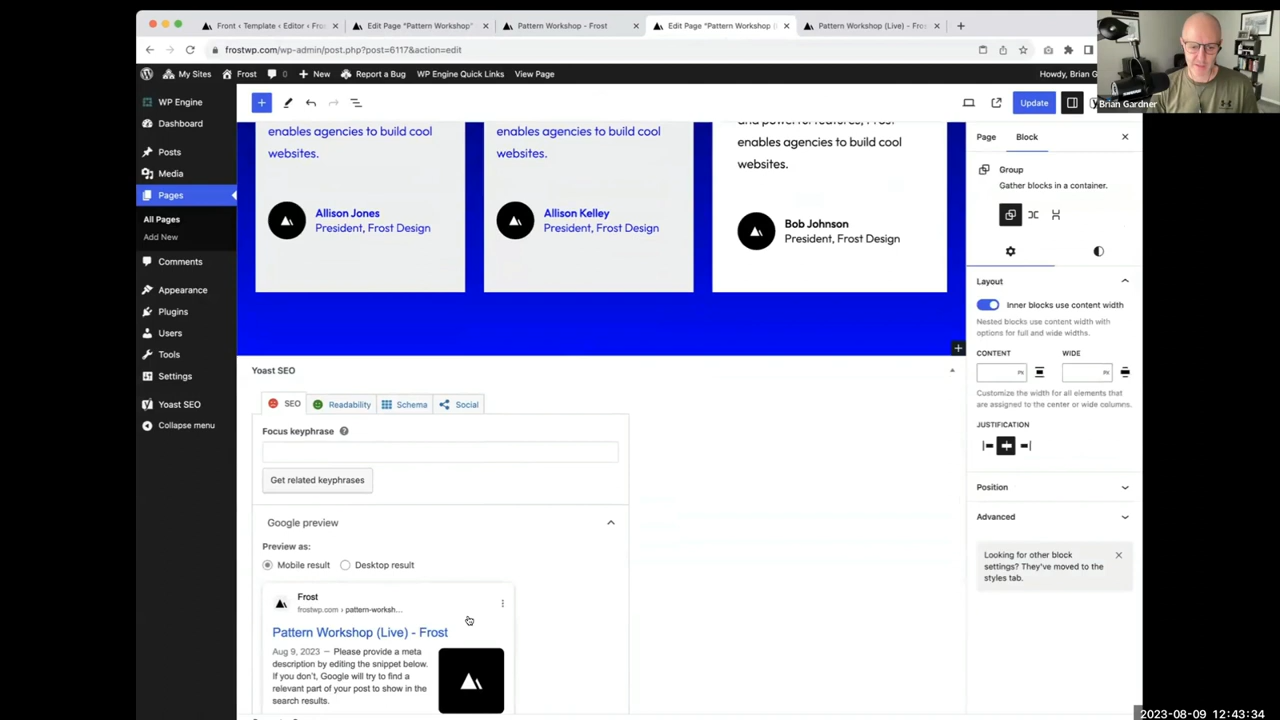 Front ‹ Template ‹ Editor ‹ Fro
Edit Page "Pattern Workshop"
Pattern Workshop - Frost
Edit Page "Pattern Workshop (
Pattern Workshop (Live) - Fros
frostwp.com/wp-admin/post.php?post=6117&action=edit
My Sites
Frost
0
New
Report a Bug
WP Engine Quick Links
View Page
Howdy, Brian G
Brian Gardner
WP Engine
Dashboard
Posts
Media
Pages
All Pages
Add New
Comments
Appearance
Plugins
Users
Tools
Settings
Yoast SEO
Collapse menu
Update
enables agencies to build cool
websites.
Allison Jones
President, Frost Design
enables agencies to build cool
websites.
Allison Kelley
President, Frost Design
and powerful features, Frost
enables agencies to build cool
websites.
Bob Johnson
President, Frost Design
Yoast SEO
SEO
Readability
Schema
Social
Focus keyphrase
Get related keyphrases
Google preview
Preview as:
Mobile result
Desktop result
Frost
frostwp.com › pattern-worksh...
Pattern Workshop (Live) - Frost
Aug 9, 2023 — Please provide a meta
description by editing the snippet below.
If you don't, Google will try to find a
relevant part of your post to show in the
search results.
Page
Block
Group
Gather blocks in a container.
Layout
Inner blocks use content width
Nested blocks use content width with
options for full and wide widths.
CONTENT
WIDE
PX
PX
Customize the width for all elements that
are assigned to the center or wide columns.
JUSTIFICATION
Position
Advanced
Looking for other block
settings? They've moved to the
styles tab.
2023-08-09 12:43:34